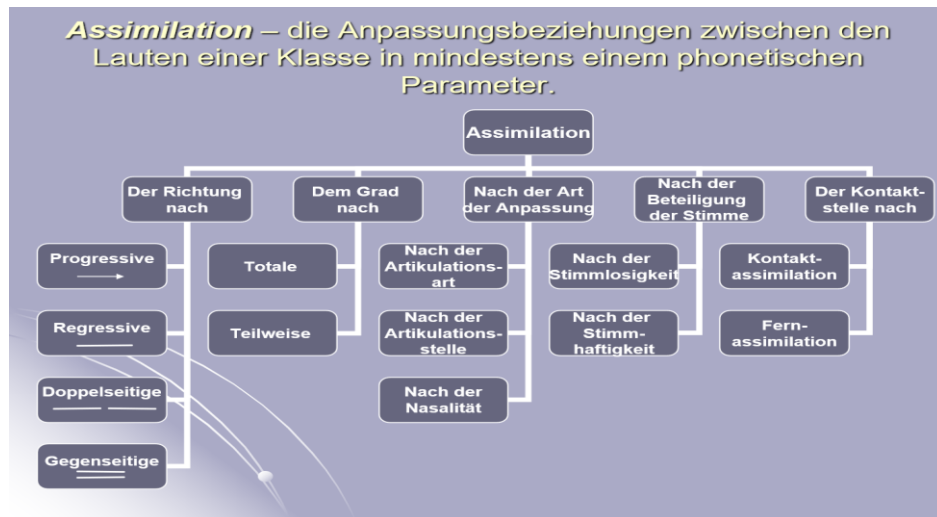 Assimilation – die Anpassungsbeziehungen zwischen den
Lauten einer Klasse in mindestens einem phonetischen
Parameter.
Assimilation
Der Richtung
nach
Progressive
Regressive
Doppelseitige
Gegenseitige
Dem Grad
nach
Totale
Teilweise
Nach der Art
der Anpassung
Nach der
Artikulations-
art
Nach der
Artikulations-
stelle
Nach der
Nasalität
Nach der
Beteiligung
der Stimme
Nach der
Stimmlosigkeit
Nach der
Stimm-
haftigkeit
Der Kontakt-
stelle nach
Kontakt-
assimilation
Fern-
assimilation